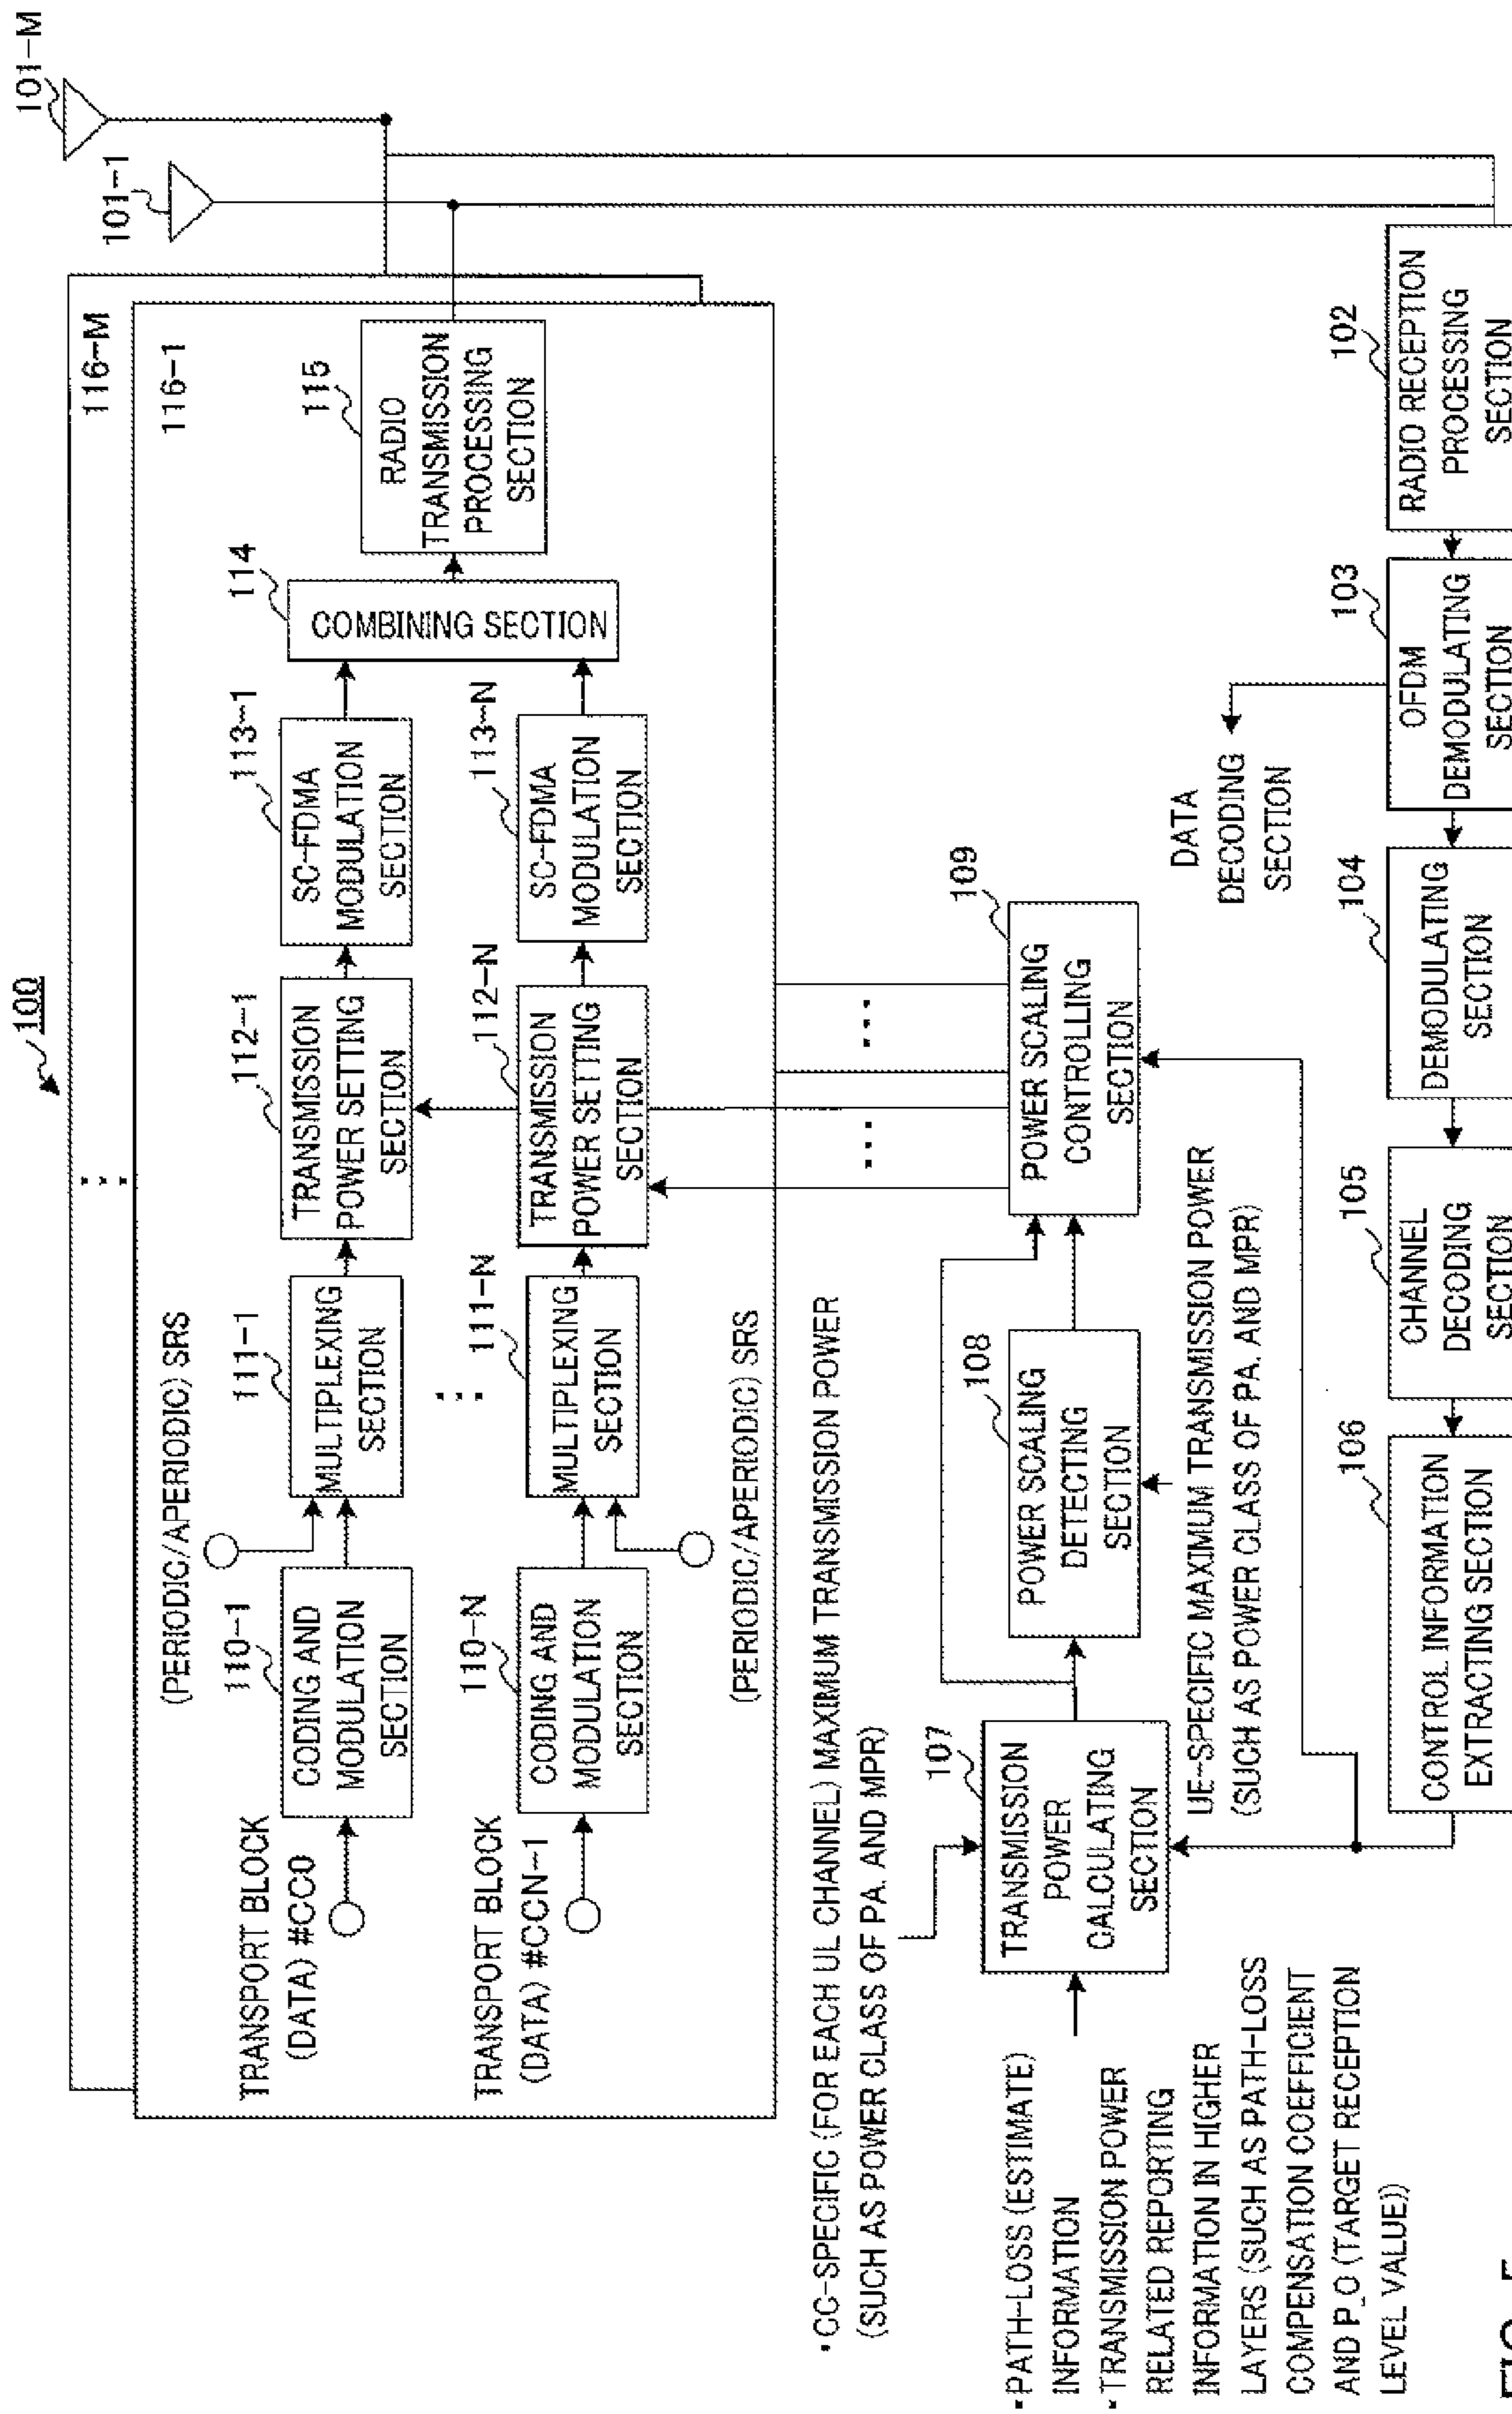 100
101-M
101-1
116-M
116-1
(PERIODIC/APERIODIC) SRS
TRANSPORT BLOCK
(DATA) #CC0
110-1
CODING AND
MODULATION
SECTION
111-1
MULTIPLEXING
SECTION
112-1
TRANSMISSION
POWER SETTING
SECTION
113-1
SC-FDMA
MODULATION
SECTION
114
COMBINING SECTION
115
RADIO
TRANSMISSION
PROCESSING
SECTION
TRANSPORT BLOCK
(DATA) #CCN-1
110-N
CODING AND
MODULATION
SECTION
111-N
MULTIPLEXING
SECTION
112-N
TRANSMISSION
POWER SETTING
SECTION
113-N
SC-FDMA
MODULATION
SECTION
(PERIODIC/APERIODIC) SRS
•CC-SPECIFIC (FOR EACH UL CHANNEL) MAXIMUM TRANSMISSION POWER
(SUCH AS POWER CLASS OF PA, AND MPR)
•PATH-LOSS (ESTIMATE)
INFORMATION
•TRANSMISSION POWER
RELATED REPORTING
INFORMATION IN HIGHER
LAYERS (SUCH AS PATH-LOSS
COMPENSATION COEFFICIENT
AND P_O (TARGET RECEPTION
LEVEL VALUE))
107
TRANSMISSION
POWER
CALCULATING
SECTION
108
POWER SCALING
DETECTING
SECTION
109
POWER SCALING
CONTROLLING
SECTION
UE-SPECIFIC MAXIMUM TRANSMISSION POWER
(SUCH AS POWER CLASS OF PA, AND MPR)
DATA
DECODING
SECTION
106
CONTROL INFORMATION
EXTRACTING SECTION
105
CHANNEL
DECODING
SECTION
104
DEMODULATING
SECTION
103
OFDM
DEMODULATING
SECTION
102
RADIO RECEPTION
PROCESSING
SECTION